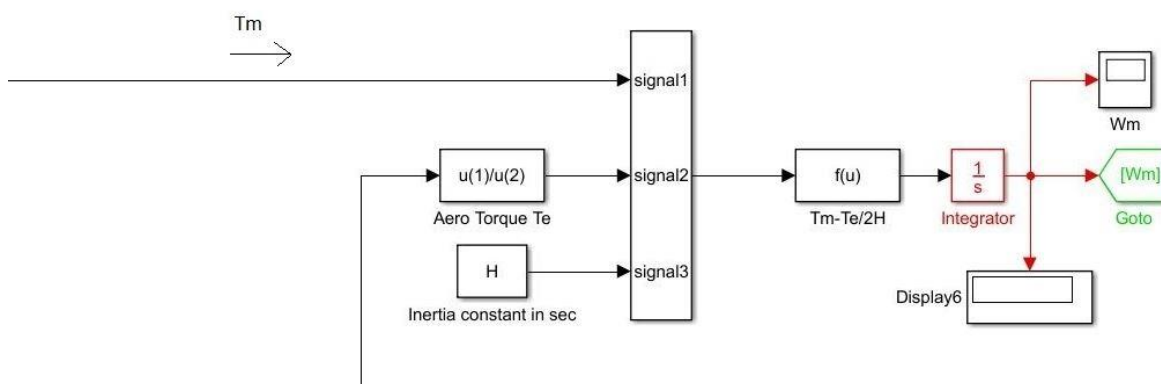 Tm
signal1
Wm
u(1)/u(2)
signal2
f(u)
1
s
[Wm]
Aero Torque Te
Tm-Te/2H
Integrator
Goto
H
signal3
Inertia constant in sec
Display6